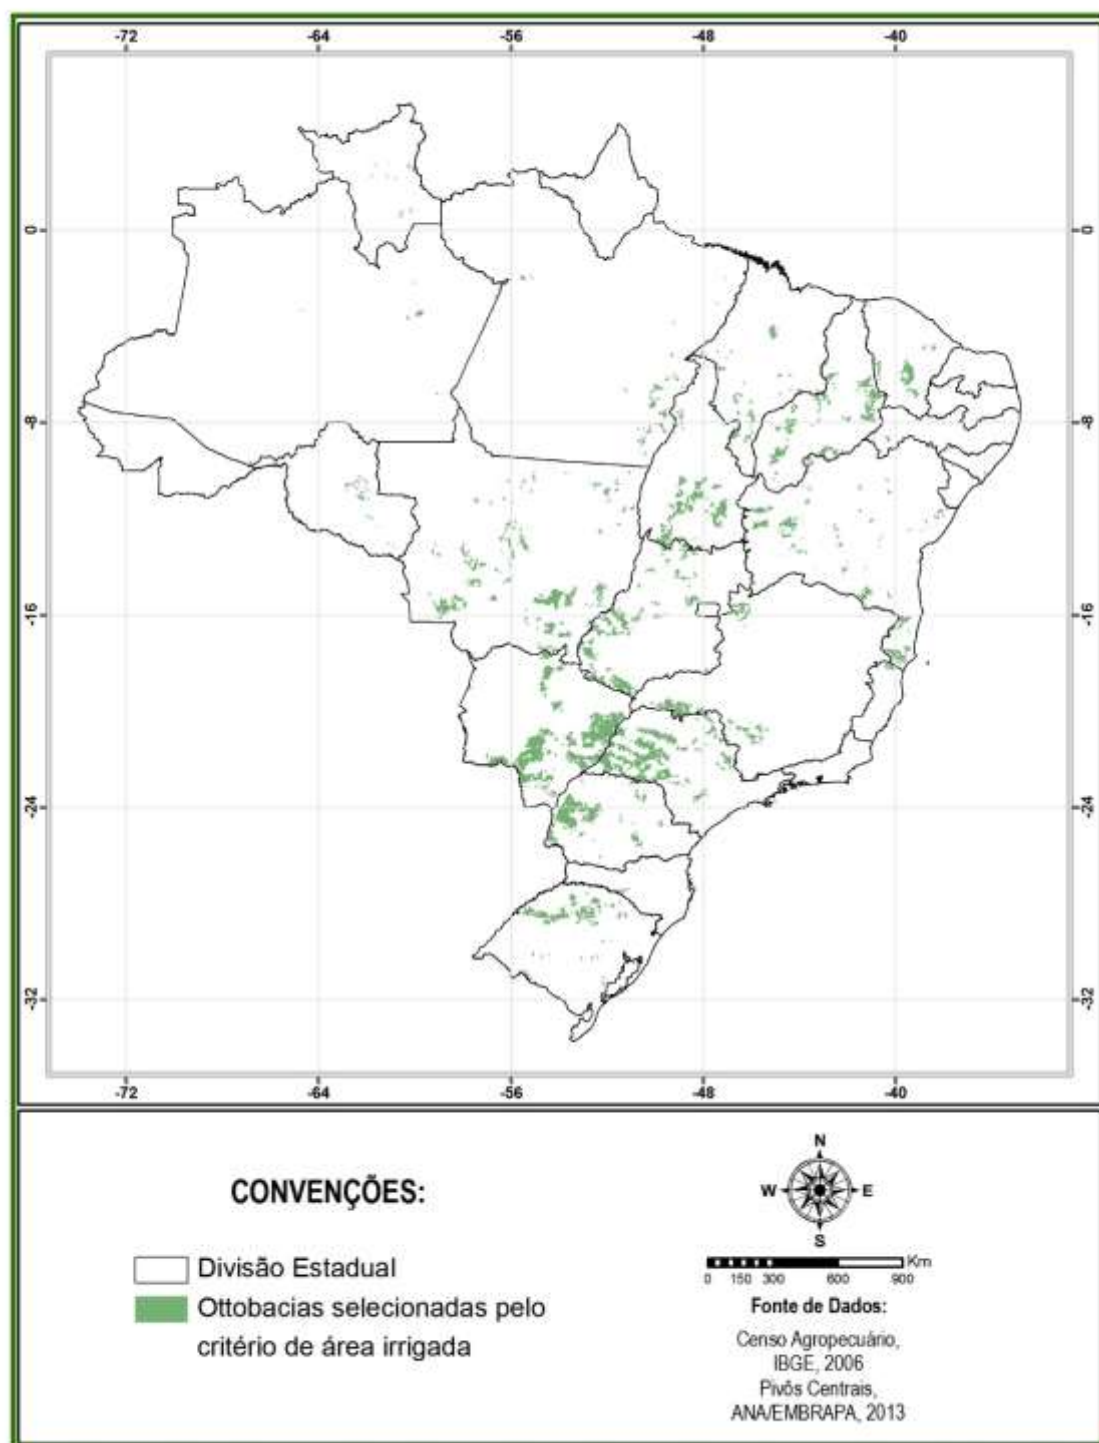 -72 -64 -56 -48 -40
0 0
-8 -8
-16 -16
-24 -24
-32 -32
-72 -64 -56 -48 -40
CONVENÇÕES:
Divisão Estadual
Ottobacias selecionadas pelo
critério de área irrigada
N
W E
S
Km
0 150 300 600 900
Fonte de Dados:
Censo Agropecuário,
IBGE, 2006
Pivôs Centrais,
ANA/EMBRAPA, 2013